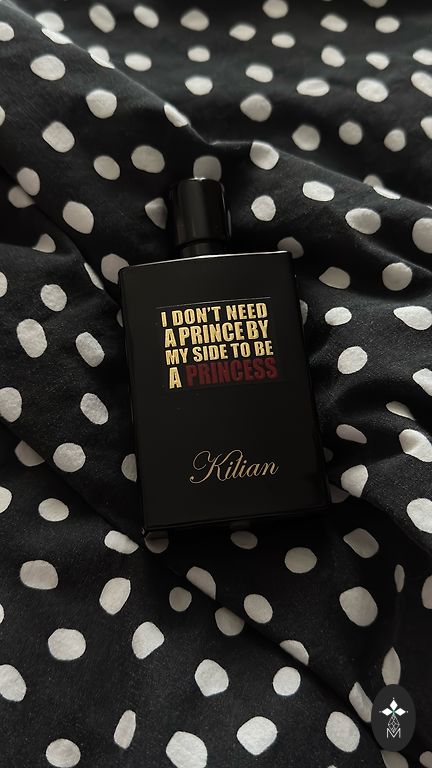 I DON'T NEED
A PRINCE BY
MY SIDE TO BE
A PRINCESS
Kilian
M